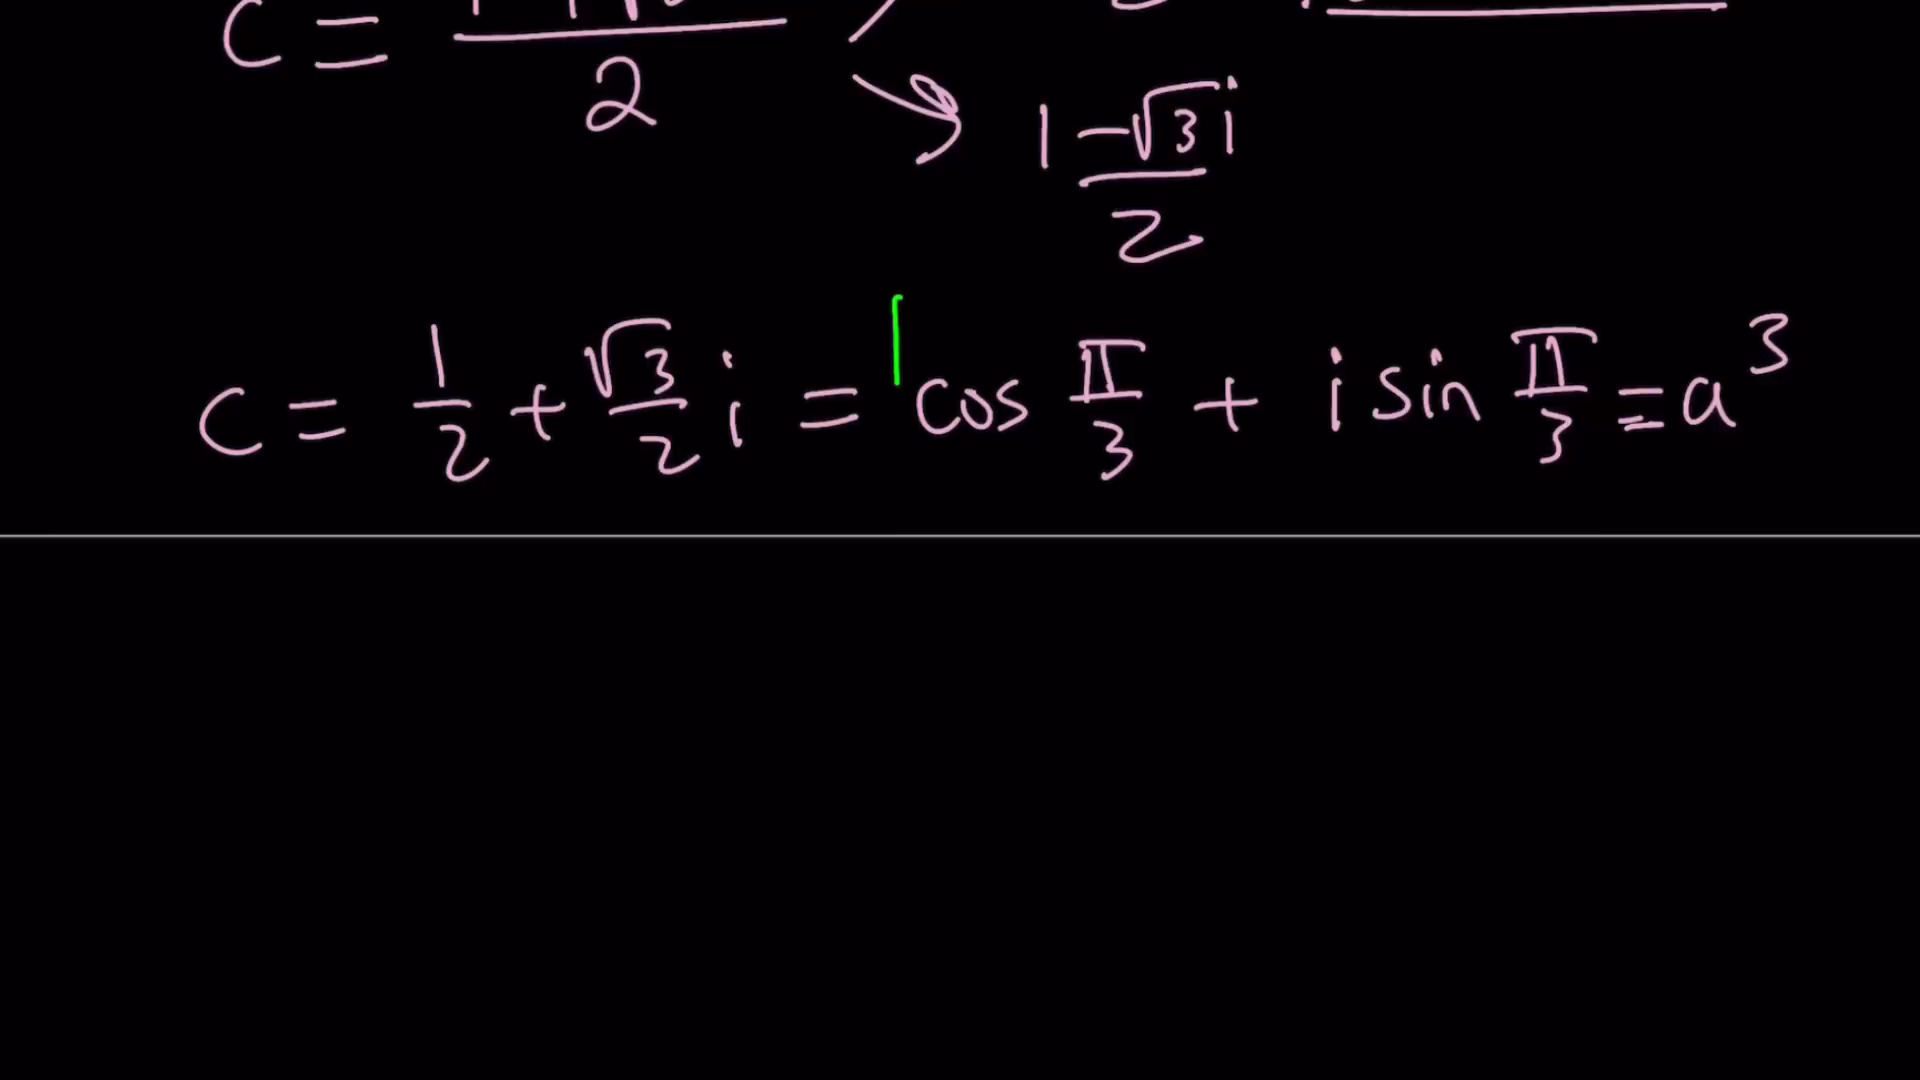 C =
2
1 - √3 i
2
C = 1/2 + √3/2 i = cos π/3 + i sin π/3 = a³